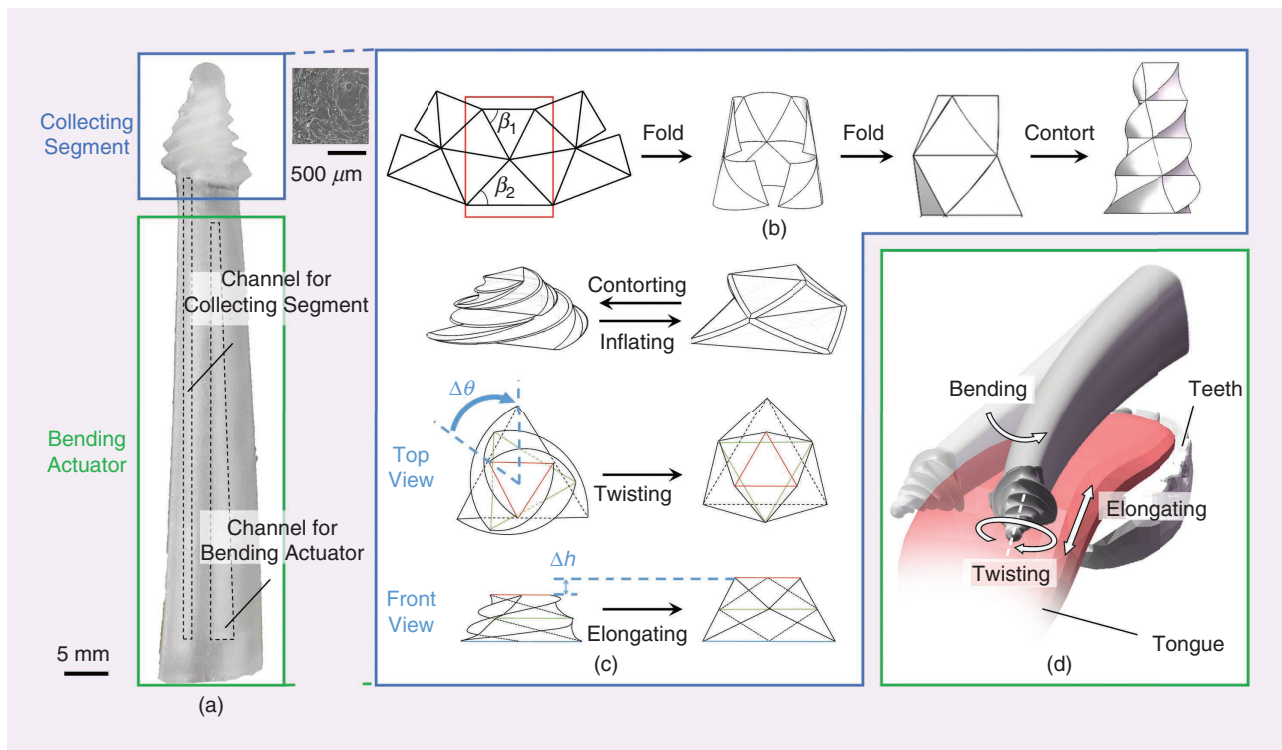 Collecting
Segment
500 μm
Bending
Actuator
Channel for
Collecting Segment
Channel for
Bending Actuator
5 mm
(a)
β1
β2
Fold
Fold
Contort
(b)
Contorting
Inflating
Δθ
Top
View
Twisting
Δh
Front
View
Elongating
(c)
Bending
Teeth
Elongating
Twisting
Tongue
(d)